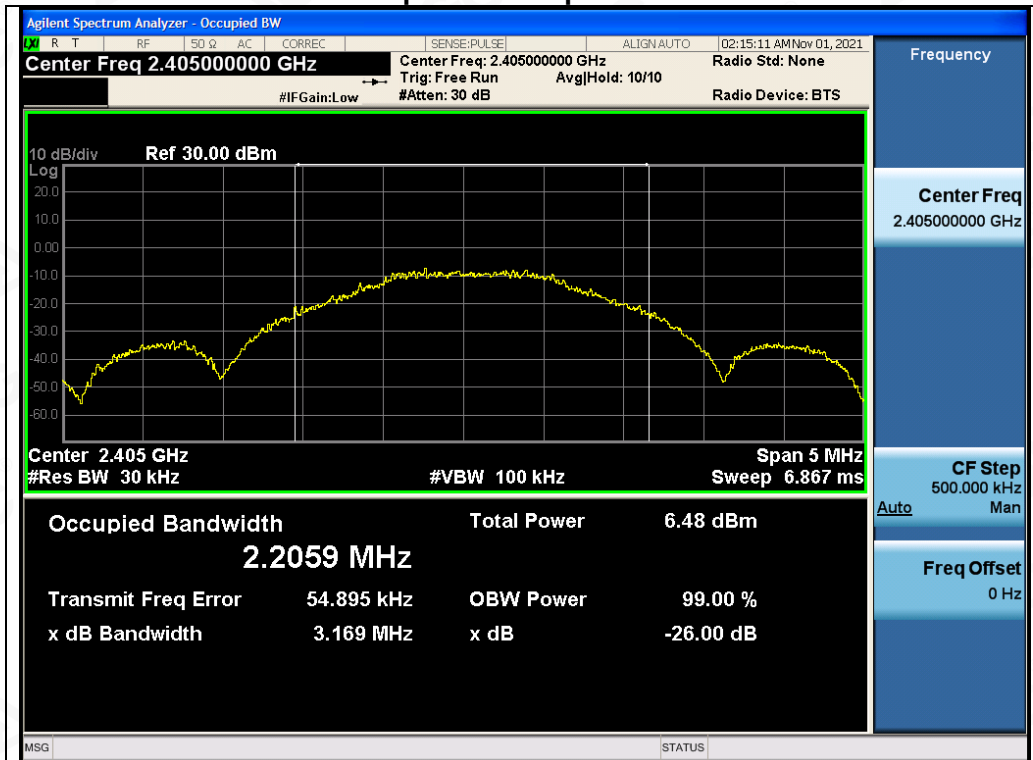 Agilent Spectrum Analyzer - Occupied BW
LXI R T RF 50 Ω AC CORREC SENSE:PULSE ALIGN AUTO 02:15:11 AM Nov 01, 2021
Center Freq 2.405000000 GHz Center Freq: 2.405000000 GHz Radio Std: None
Trig: Free Run Avg|Hold: 10/10
#IFGain:Low #Atten: 30 dB Radio Device: BTS
10 dB/div Ref 30.00 dBm
Log
20.0
10.0
0.00
-10.0
-20.0
-30.0
-40.0
-50.0
-60.0
Center 2.405 GHz Span 5 MHz
#Res BW 30 kHz #VBW 100 kHz Sweep 6.867 ms
Occupied Bandwidth Total Power 6.48 dBm
2.2059 MHz
Transmit Freq Error 54.895 kHz OBW Power 99.00 %
x dB Bandwidth 3.169 MHz x dB -26.00 dB
MSG STATUS
Frequency
Center Freq
2.405000000 GHz
CF Step
500.000 kHz
Auto Man
Freq Offset
0 Hz